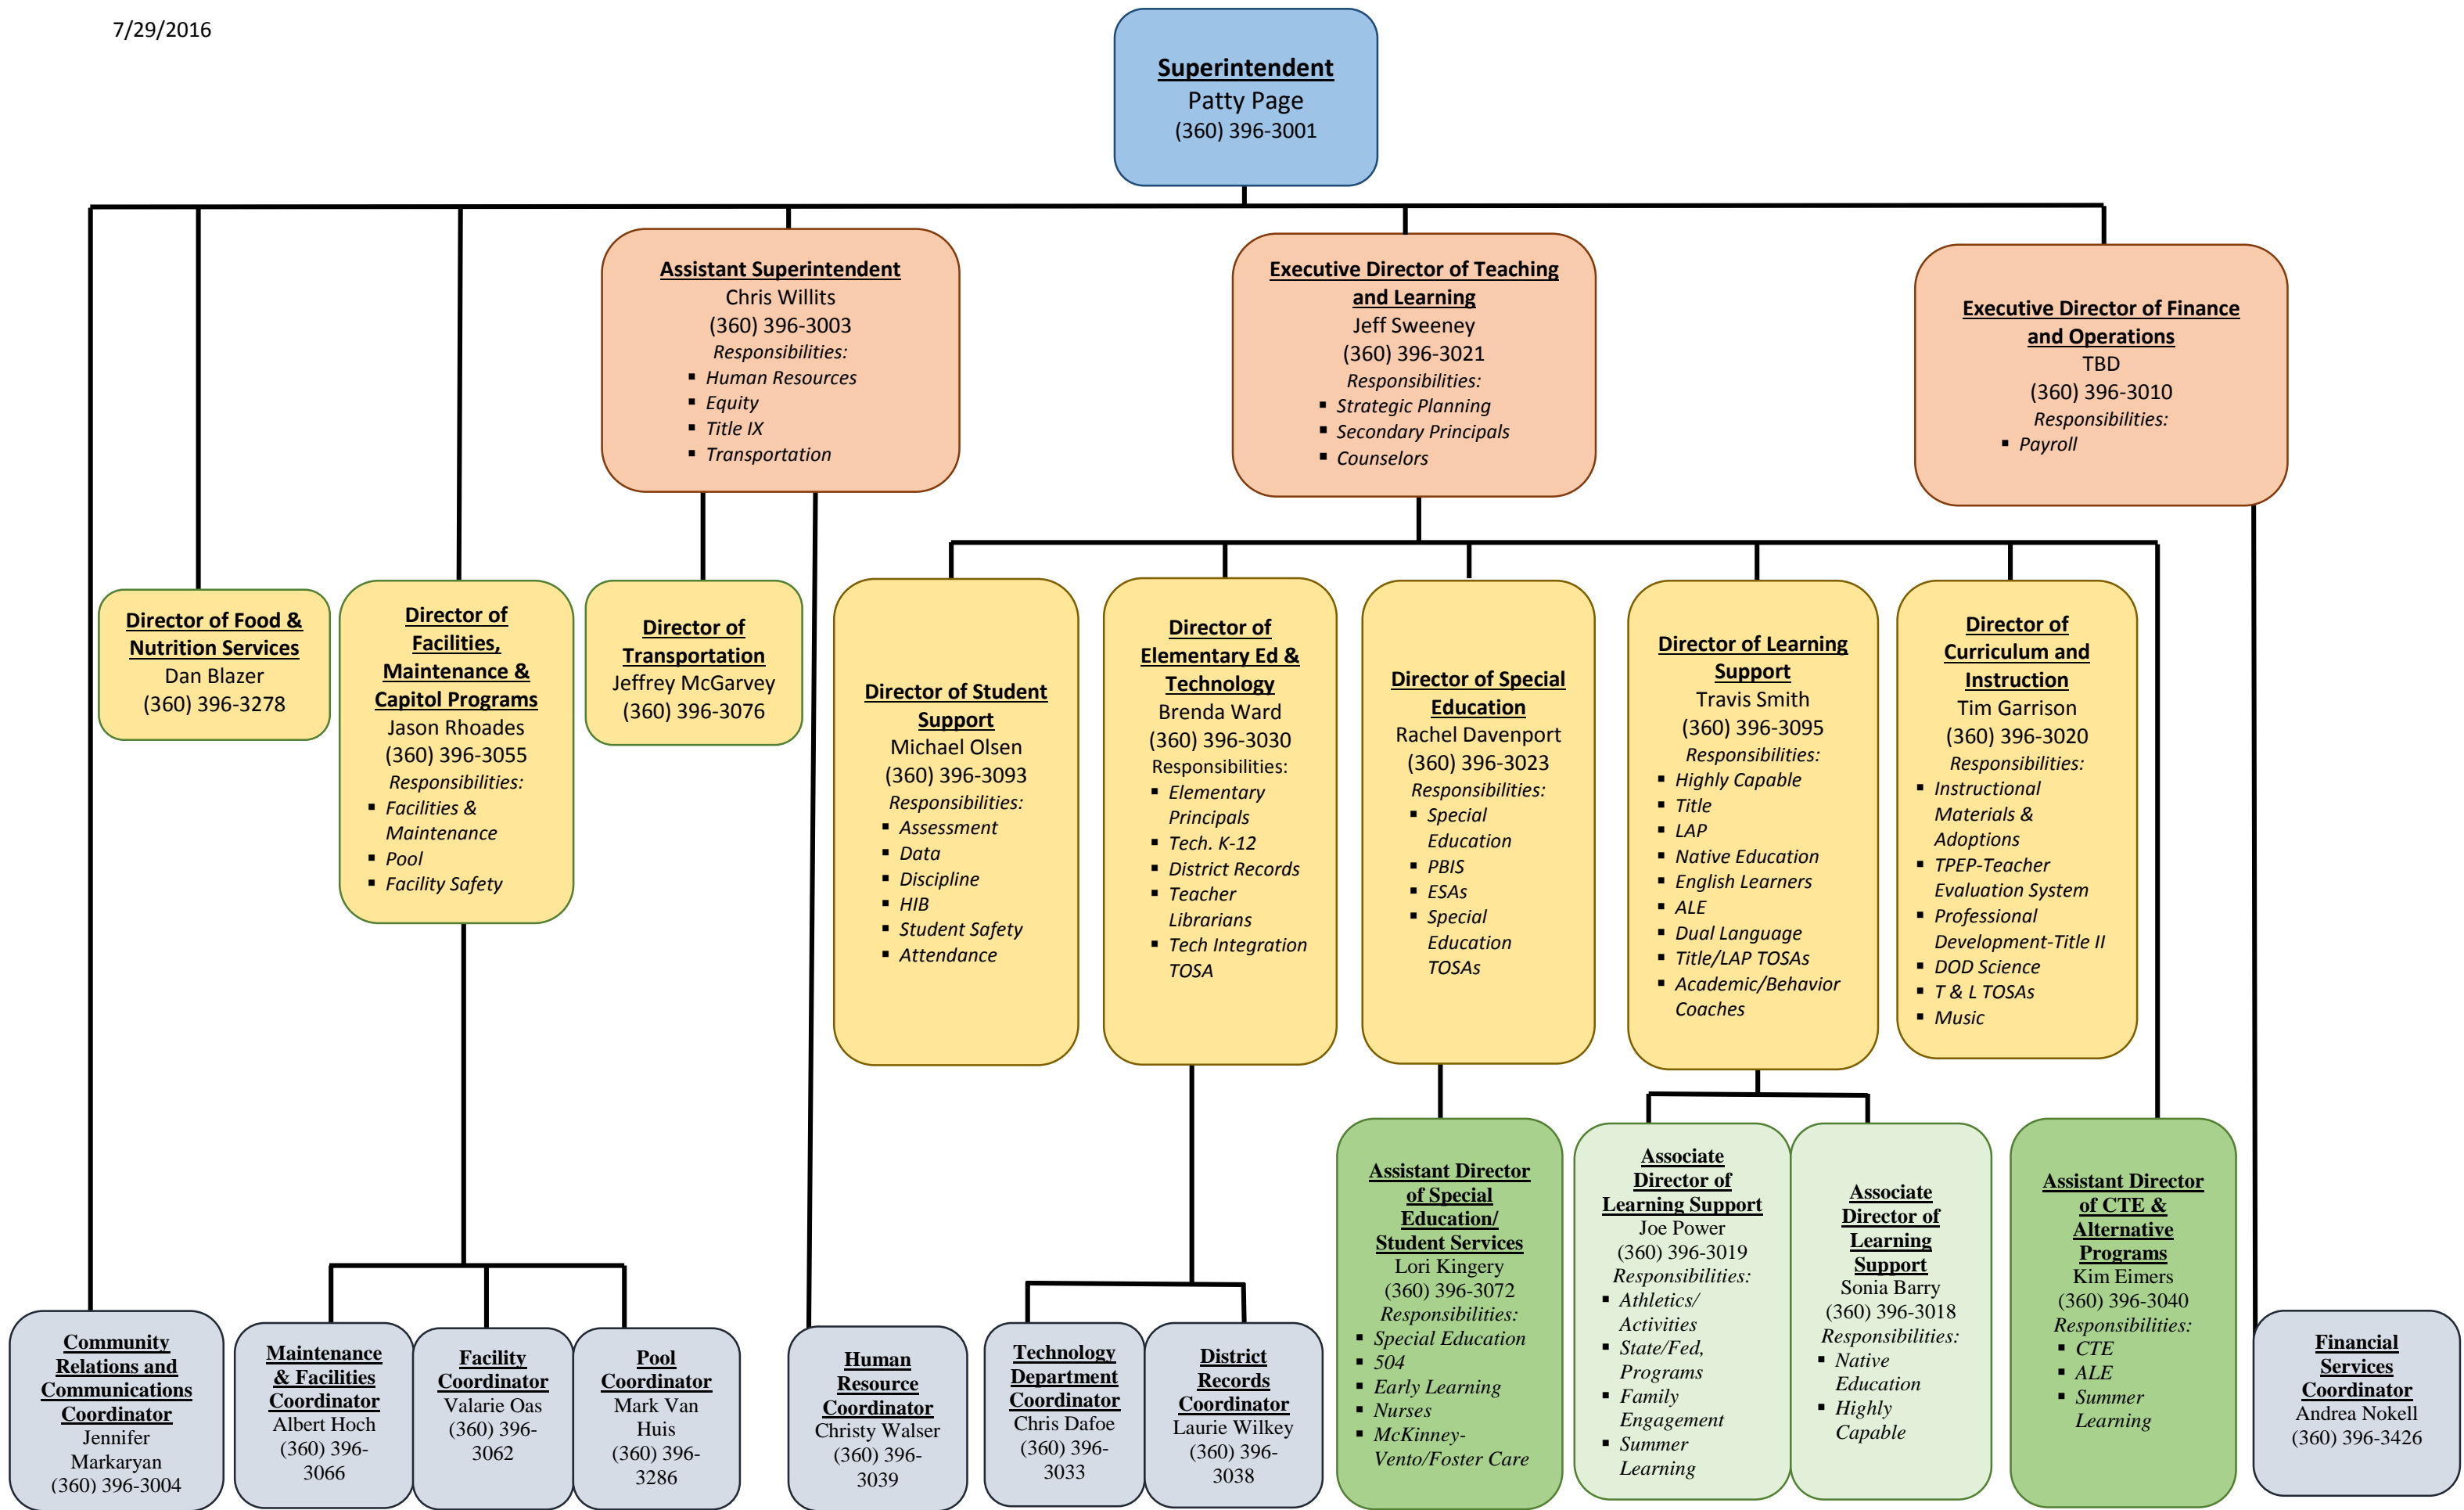 7/29/2016
Superintendent
Patty Page
(360) 396-3001
Assistant Superintendent
Chris Willits
(360) 396-3003
Responsibilities:
▪ Human Resources
▪ Equity
▪ Title IX
▪ Transportation
Executive Director of Teaching
and Learning
Jeff Sweeney
(360) 396-3021
Responsibilities:
▪ Strategic Planning
▪ Secondary Principals
▪ Counselors
Executive Director of Finance
and Operations
TBD
(360) 396-3010
Responsibilities:
▪ Payroll
Director of Food &
Nutrition Services
Dan Blazer
(360) 396-3278
Director of
Facilities,
Maintenance &
Capitol Programs
Jason Rhoades
(360) 396-3055
Responsibilities:
▪ Facilities &
Maintenance
▪ Pool
▪ Facility Safety
Director of
Transportation
Jeffrey McGarvey
(360) 396-3076
Director of Student
Support
Michael Olsen
(360) 396-3093
Responsibilities:
▪ Assessment
▪ Data
▪ Discipline
▪ HIB
▪ Student Safety
▪ Attendance
Director of
Elementary Ed &
Technology
Brenda Ward
(360) 396-3030
Responsibilities:
▪ Elementary
Principals
▪ Tech. K-12
▪ District Records
▪ Teacher
Librarians
▪ Tech Integration
TOSA
Director of Special
Education
Rachel Davenport
(360) 396-3023
Responsibilities:
▪ Special
Education
▪ PBIS
▪ ESAs
▪ Special
Education
TOSAs
Director of Learning
Support
Travis Smith
(360) 396-3095
Responsibilities:
▪ Highly Capable
▪ Title
▪ LAP
▪ Native Education
▪ English Learners
▪ ALE
▪ Dual Language
▪ Title/LAP TOSAs
▪ Academic/Behavior
Coaches
Director of
Curriculum and
Instruction
Tim Garrison
(360) 396-3020
Responsibilities:
▪ Instructional
Materials &
Adoptions
▪ TPEP-Teacher
Evaluation System
▪ Professional
Development-Title II
▪ DOD Science
▪ T & L TOSAs
▪ Music
Community
Relations and
Communications
Coordinator
Jennifer
Markaryan
(360) 396-3004
Maintenance
& Facilities
Coordinator
Albert Hoch
(360) 396-
3066
Facility
Coordinator
Valarie Oas
(360) 396-
3062
Pool
Coordinator
Mark Van
Huis
(360) 396-
3286
Human
Resource
Coordinator
Christy Walser
(360) 396-
3039
Technology
Department
Coordinator
Chris Dafoe
(360) 396-
3033
District
Records
Coordinator
Laurie Wilkey
(360) 396-
3038
Assistant Director
of Special
Education/
Student Services
Lori Kingery
(360) 396-3072
Responsibilities:
▪ Special Education
▪ 504
▪ Early Learning
▪ Nurses
▪ McKinney-
Vento/Foster Care
Associate
Director of
Learning Support
Joe Power
(360) 396-3019
Responsibilities:
▪ Athletics/
Activities
▪ State/Fed,
Programs
▪ Family
Engagement
▪ Summer
Learning
Associate
Director of
Learning
Support
Sonia Barry
(360) 396-3018
Responsibilities:
▪ Native
Education
▪ Highly
Capable
Assistant Director
of CTE &
Alternative
Programs
Kim Eimers
(360) 396-3040
Responsibilities:
▪ CTE
▪ ALE
▪ Summer
Learning
Financial
Services
Coordinator
Andrea Nokell
(360) 396-3426